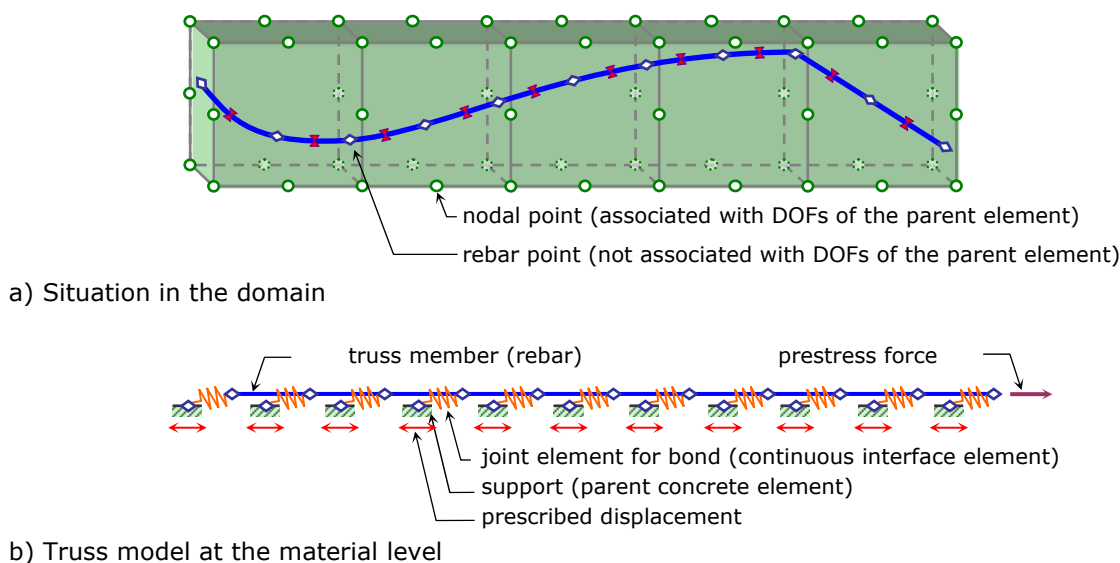 nodal point (associated with DOFs of the parent element)
rebar point (not associated with DOFs of the parent element)
a) Situation in the domain
truss member (rebar)
prestress force
joint element for bond (continuous interface element)
support (parent concrete element)
prescribed displacement
b) Truss model at the material level